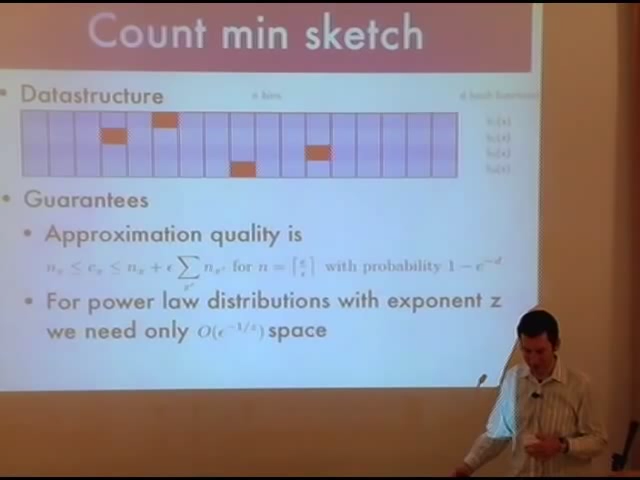 Count min sketch
• Datastructure
n bins
d hash functions
h₁(x)
h₂(x)
h₃(x)
h₄(x)
• Guarantees
• Approximation quality is
nₓ ≤ cₓ ≤ nₓ + ϵ ∑ₓ′ nₓ′ for n = ⌈e/ϵ⌉ with probability 1 − e⁻ᵈ
• For power law distributions with exponent z
we need only O(ϵ^{−1/z}) space